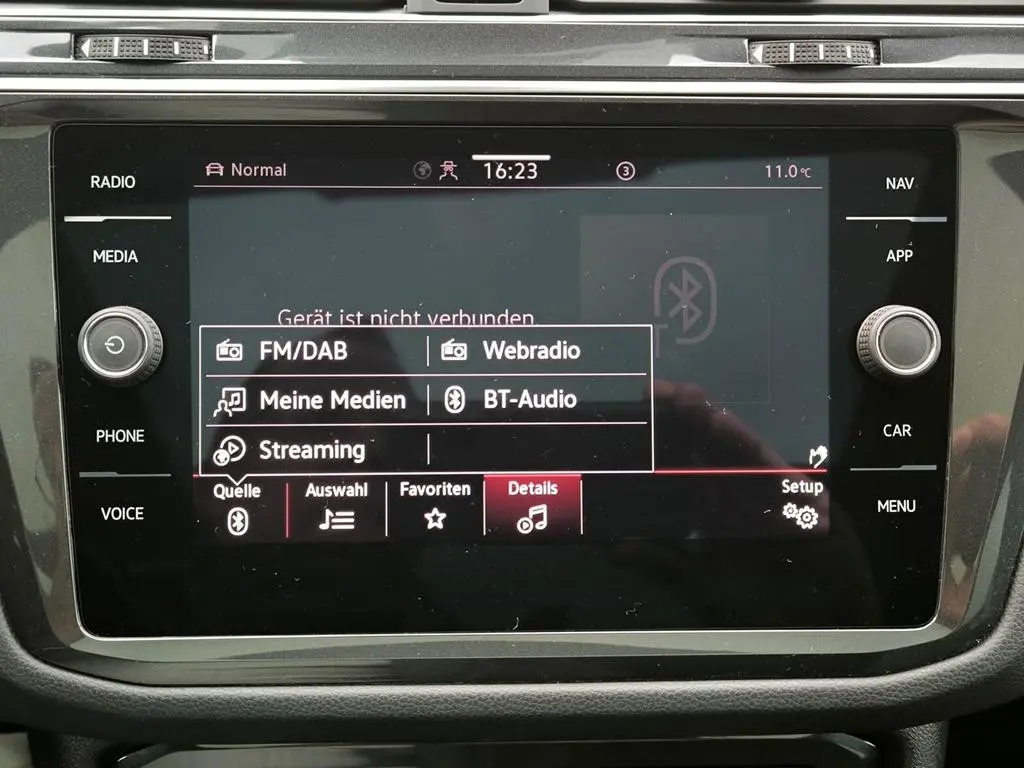 Normal 16:23 3 11.0°C
RADIO
NAV
MEDIA
APP
Gerät ist nicht verbunden.
FM/DAB Webradio
Meine Medien BT-Audio
Streaming
PHONE
CAR
Quelle Auswahl Favoriten Details Setup
VOICE
MENU